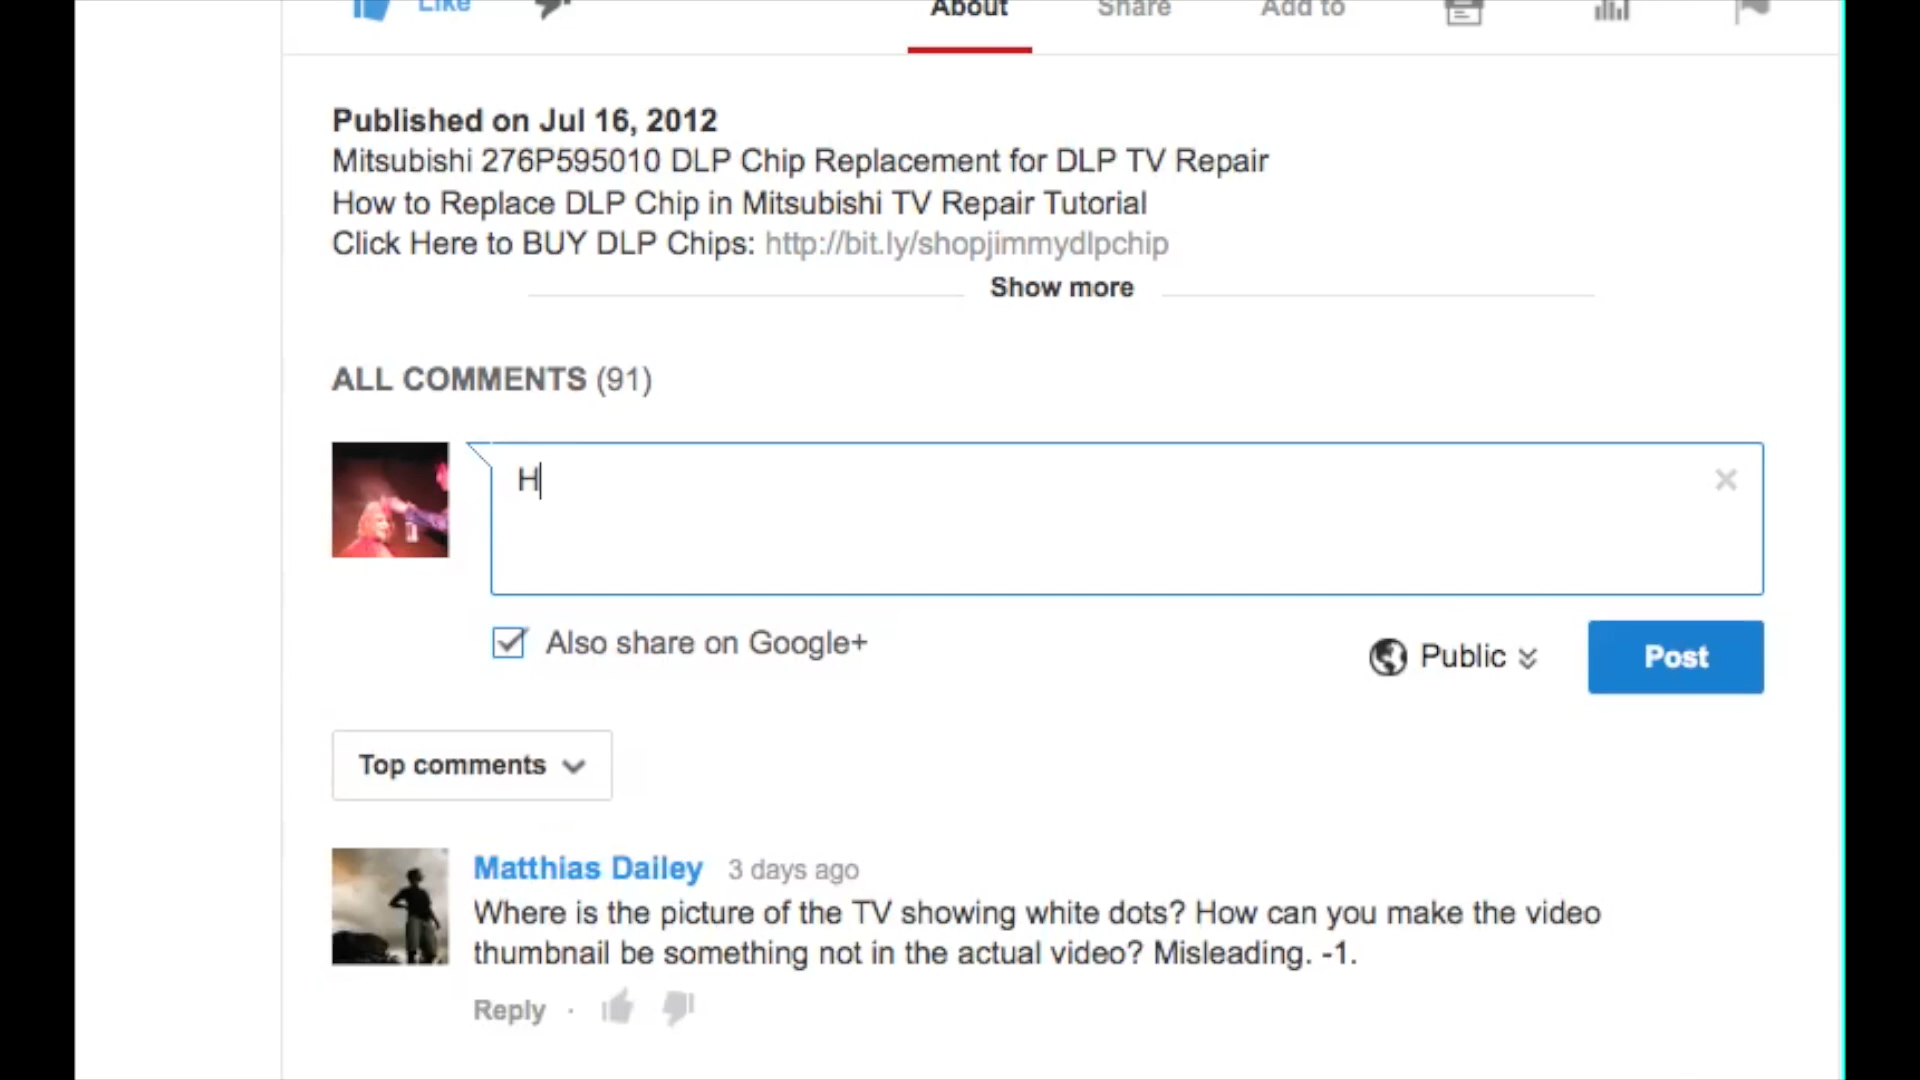 Like
About
Share
Add to
Published on Jul 16, 2012
Mitsubishi 276P595010 DLP Chip Replacement for DLP TV Repair
How to Replace DLP Chip in Mitsubishi TV Repair Tutorial
Click Here to BUY DLP Chips: http://bit.ly/shopjimmydlpchip
Show more
ALL COMMENTS (91)
H
Also share on Google+
Public
Post
Top comments
Matthias Dailey 3 days ago
Where is the picture of the TV showing white dots? How can you make the video
thumbnail be something not in the actual video? Misleading. -1.
Reply ·